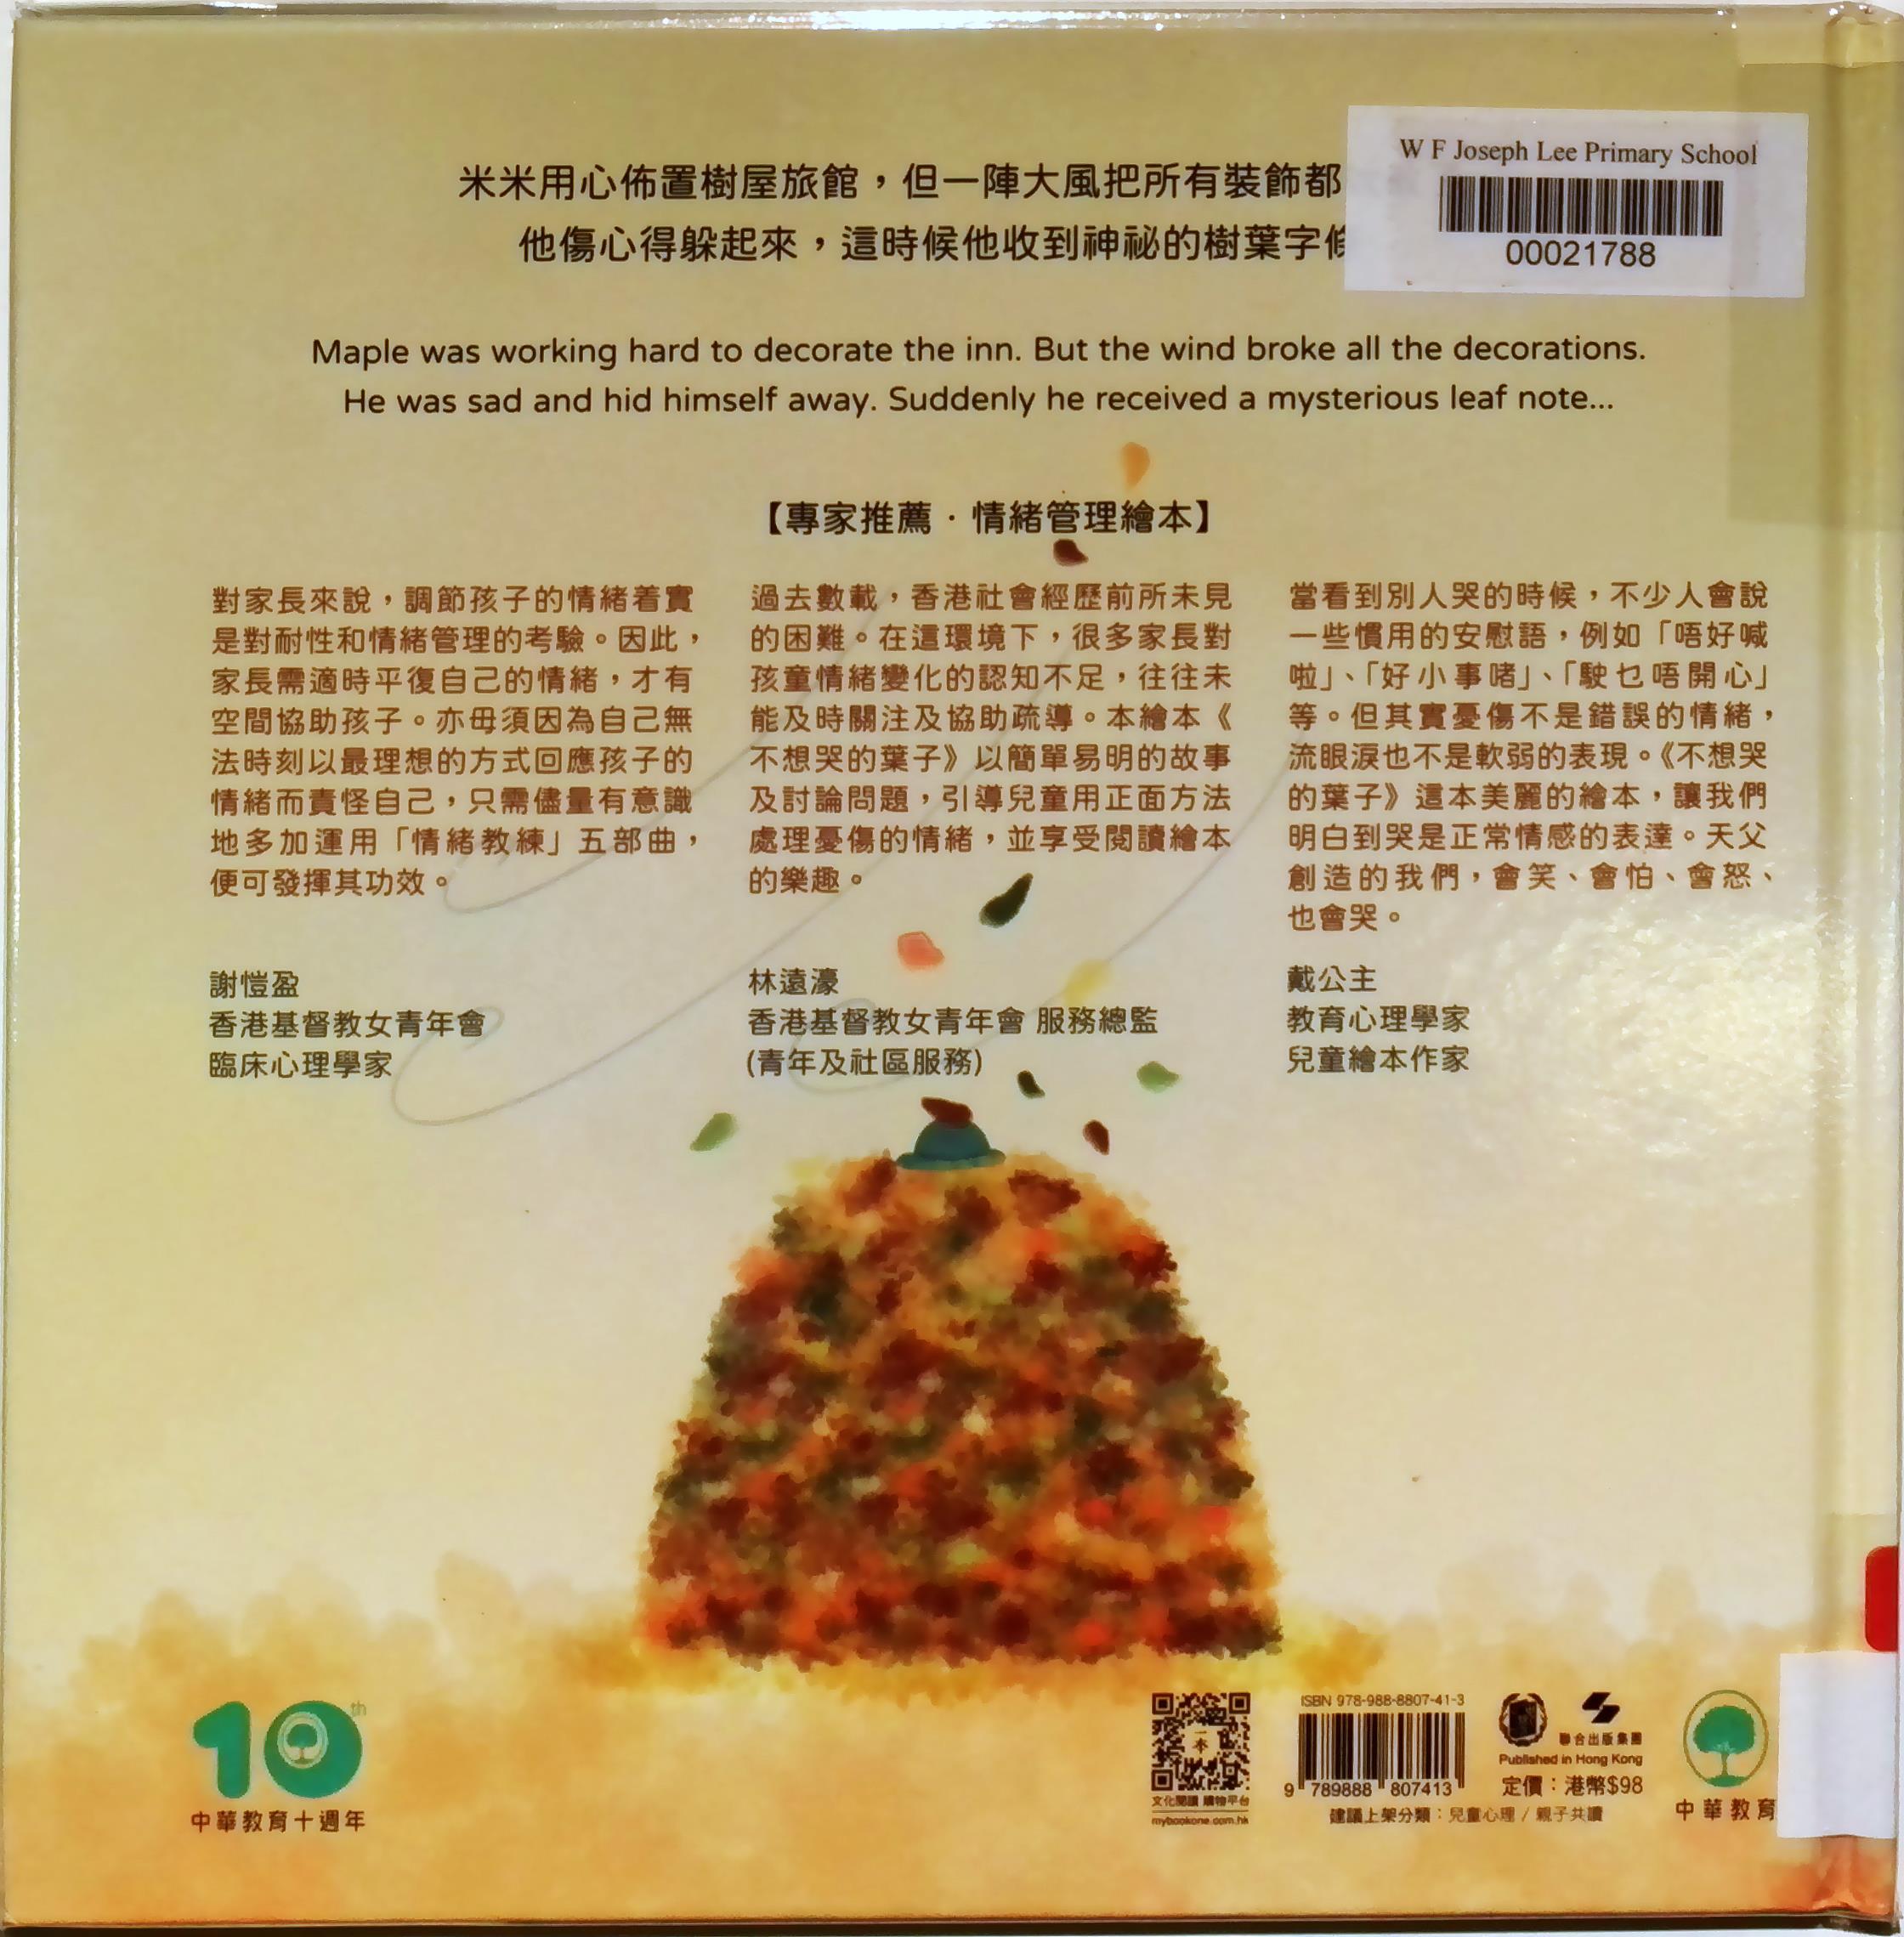 W F Joseph Lee Primary School
00021788
米米用心佈置樹屋旅館，但一陣大風把所有裝飾都
他傷心得躲起來，這時候他收到神祕的樹葉字條
Maple was working hard to decorate the inn. But the wind broke all the decorations.
He was sad and hid himself away. Suddenly he received a mysterious leaf note...
【專家推薦·情緒管理繪本】
對家長來說，調節孩子的情緒着實
是對耐性和情緒管理的考驗。因此，
家長需適時平復自己的情緒，才有
空間協助孩子。亦毋須因為自己無
法時刻以最理想的方式回應孩子的
情緒而責怪自己，只需儘量有意識
地多加運用「情緒教練」五部曲，
便可發揮其功效。
謝愷盈
香港基督教女青年會
臨床心理學家
過去數載，香港社會經歷前所未見
的困難。在這環境下，很多家長對
孩童情緒變化的認知不足，往往未
能及時關注及協助疏導。本繪本《
不想哭的葉子》以簡單易明的故事
及討論問題，引導兒童用正面方法
處理憂傷的情緒，並享受閱讀繪本
的樂趣。
林遠濠
香港基督教女青年會 服務總監
(青年及社區服務)
當看到別人哭的時候，不少人會說
一些慣用的安慰語，例如「唔好喊
啦」、「好小事啫」、「駛乜唔開心」
等。但其實憂傷不是錯誤的情緒，
流眼淚也不是軟弱的表現。《不想哭
的葉子》這本美麗的繪本，讓我們
明白到哭是正常情感的表達。天父
創造的我們，會笑、會怕、會怒、
也會哭。
戴公主
教育心理學家
兒童繪本作家
10th
中華教育十週年
一本
文化閱讀 購物平台
mybookone.com.hk
ISBN 978-988-8807-41-3
9 789888 807413
聯合出版集團
Published in Hong Kong
定價：港幣$98
建議上架分類：兒童心理 / 親子共讀
中華教育